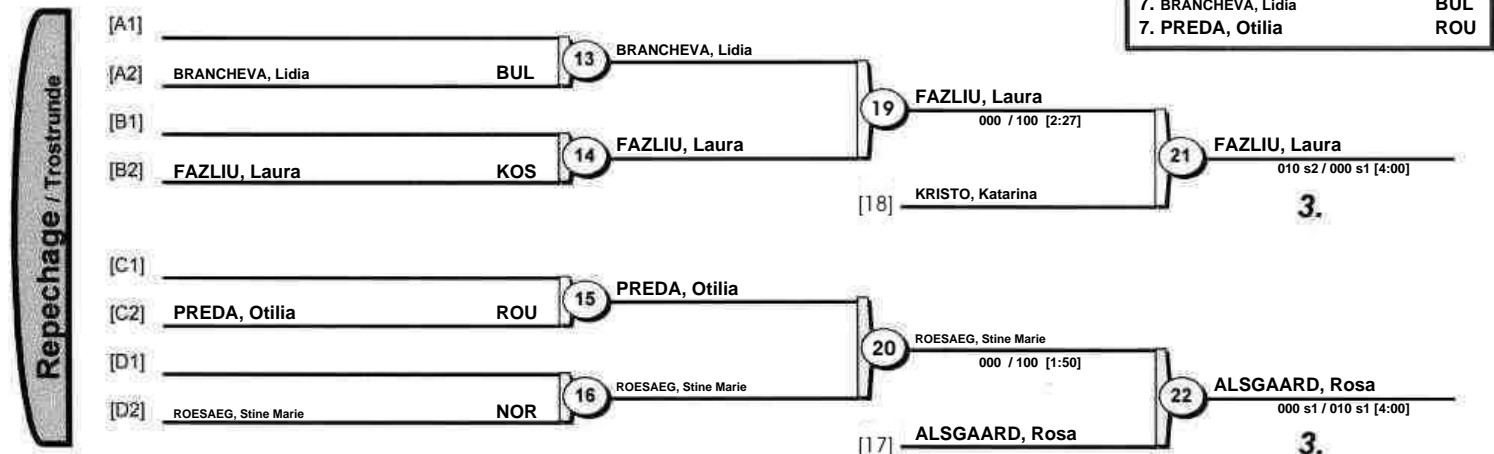 7. BRANCHEVA, Lidia BUL
7. PREDA, Otilia ROU
Repechage / Trostrunde
[A1]
[A2] BRANCHEVA, Lidia BUL
13 BRANCHEVA, Lidia
[B1]
[B2] FAZLIU, Laura KOS
14 FAZLIU, Laura
19 FAZLIU, Laura
000 / 100 [2:27]
[18] KRISTO, Katarina
21 FAZLIU, Laura
010 s2 / 000 s1 [4:00]
3.
[C1]
[C2] PREDA, Otilia ROU
15 PREDA, Otilia
[D1]
[D2] ROESAEG, Stine Marie NOR
16 ROESAEG, Stine Marie
20 ROESAEG, Stine Marie
000 / 100 [1:50]
[17] ALSGAARD, Rosa
22 ALSGAARD, Rosa
000 s1 / 010 s1 [4:00]
3.